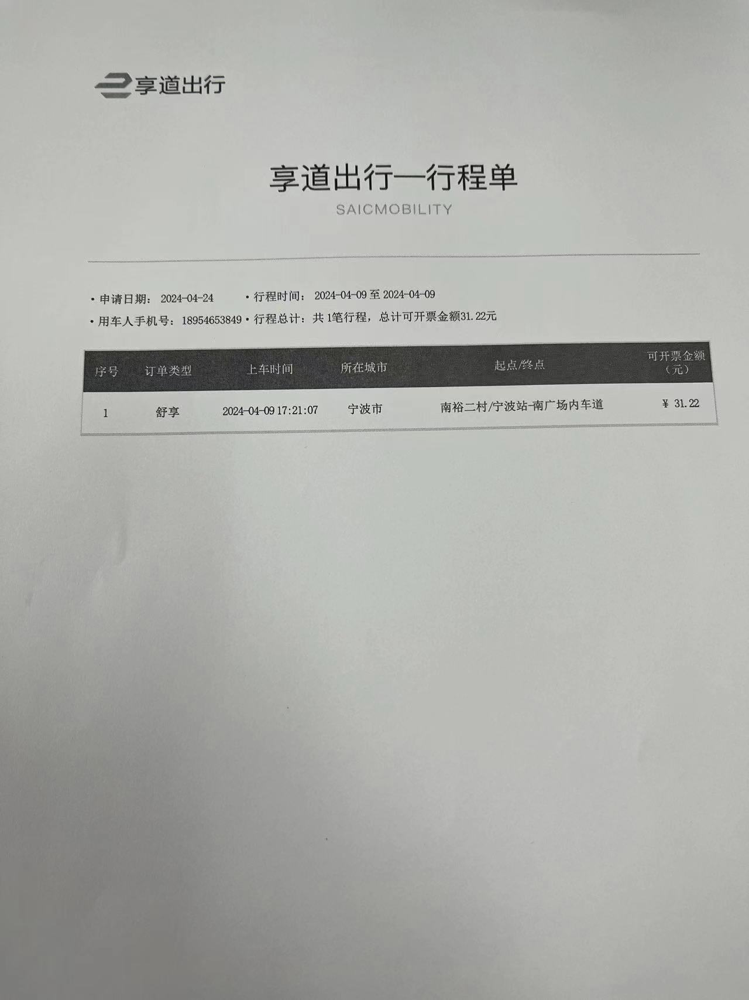 享道出行
享道出行—行程单
SAICMOBILITY
·申请日期： 2024-04-24 ·行程时间： 2024-04-09 至 2024-04-09
·用车人手机号：18954653849·行程总计：共 1笔行程，总计可开票金额31.22元
序号 订单类型 上车时间 所在城市 起点/终点 可开票金额（元）
1 舒享 2024-04-09 17:21:07 宁波市 南裕二村/宁波站-南广场内车道 ¥ 31.22